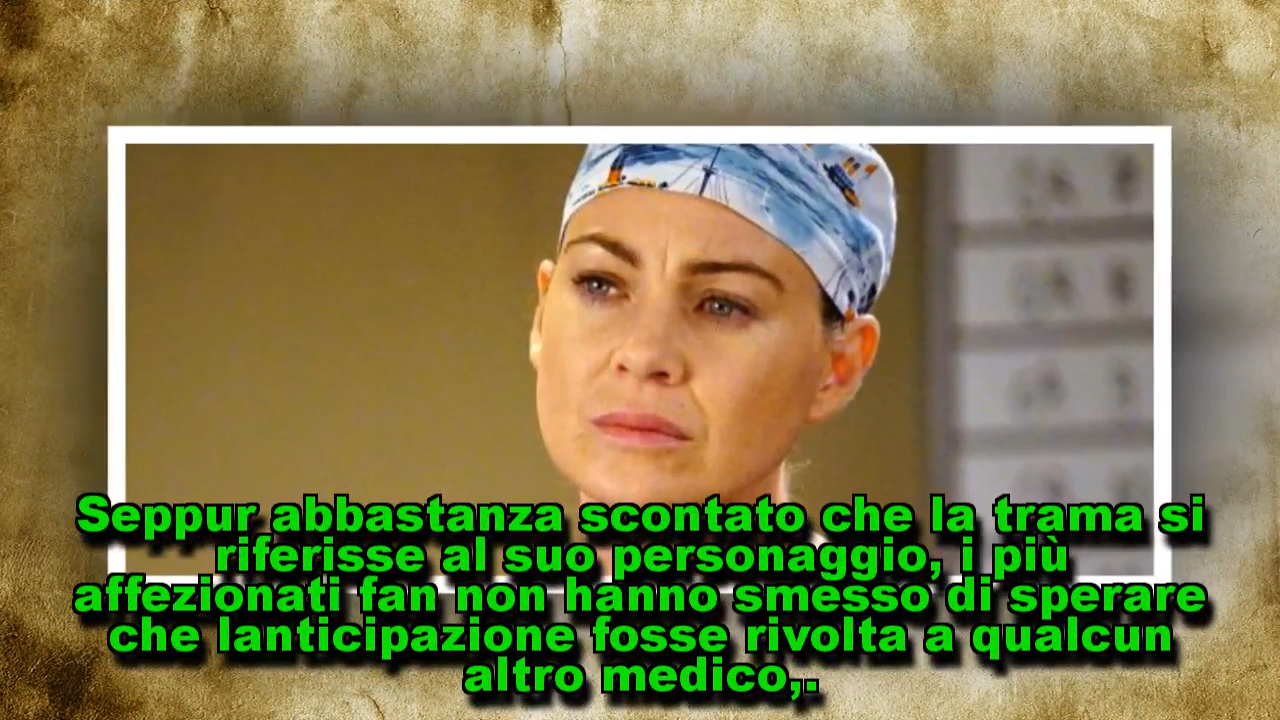 Seppur abbastanza scontato che la trama si
riferisse al suo personaggio, i più
affezionati fan non hanno smesso di sperare
che lanticipazione fosse rivolta a qualcun
altro medico,.